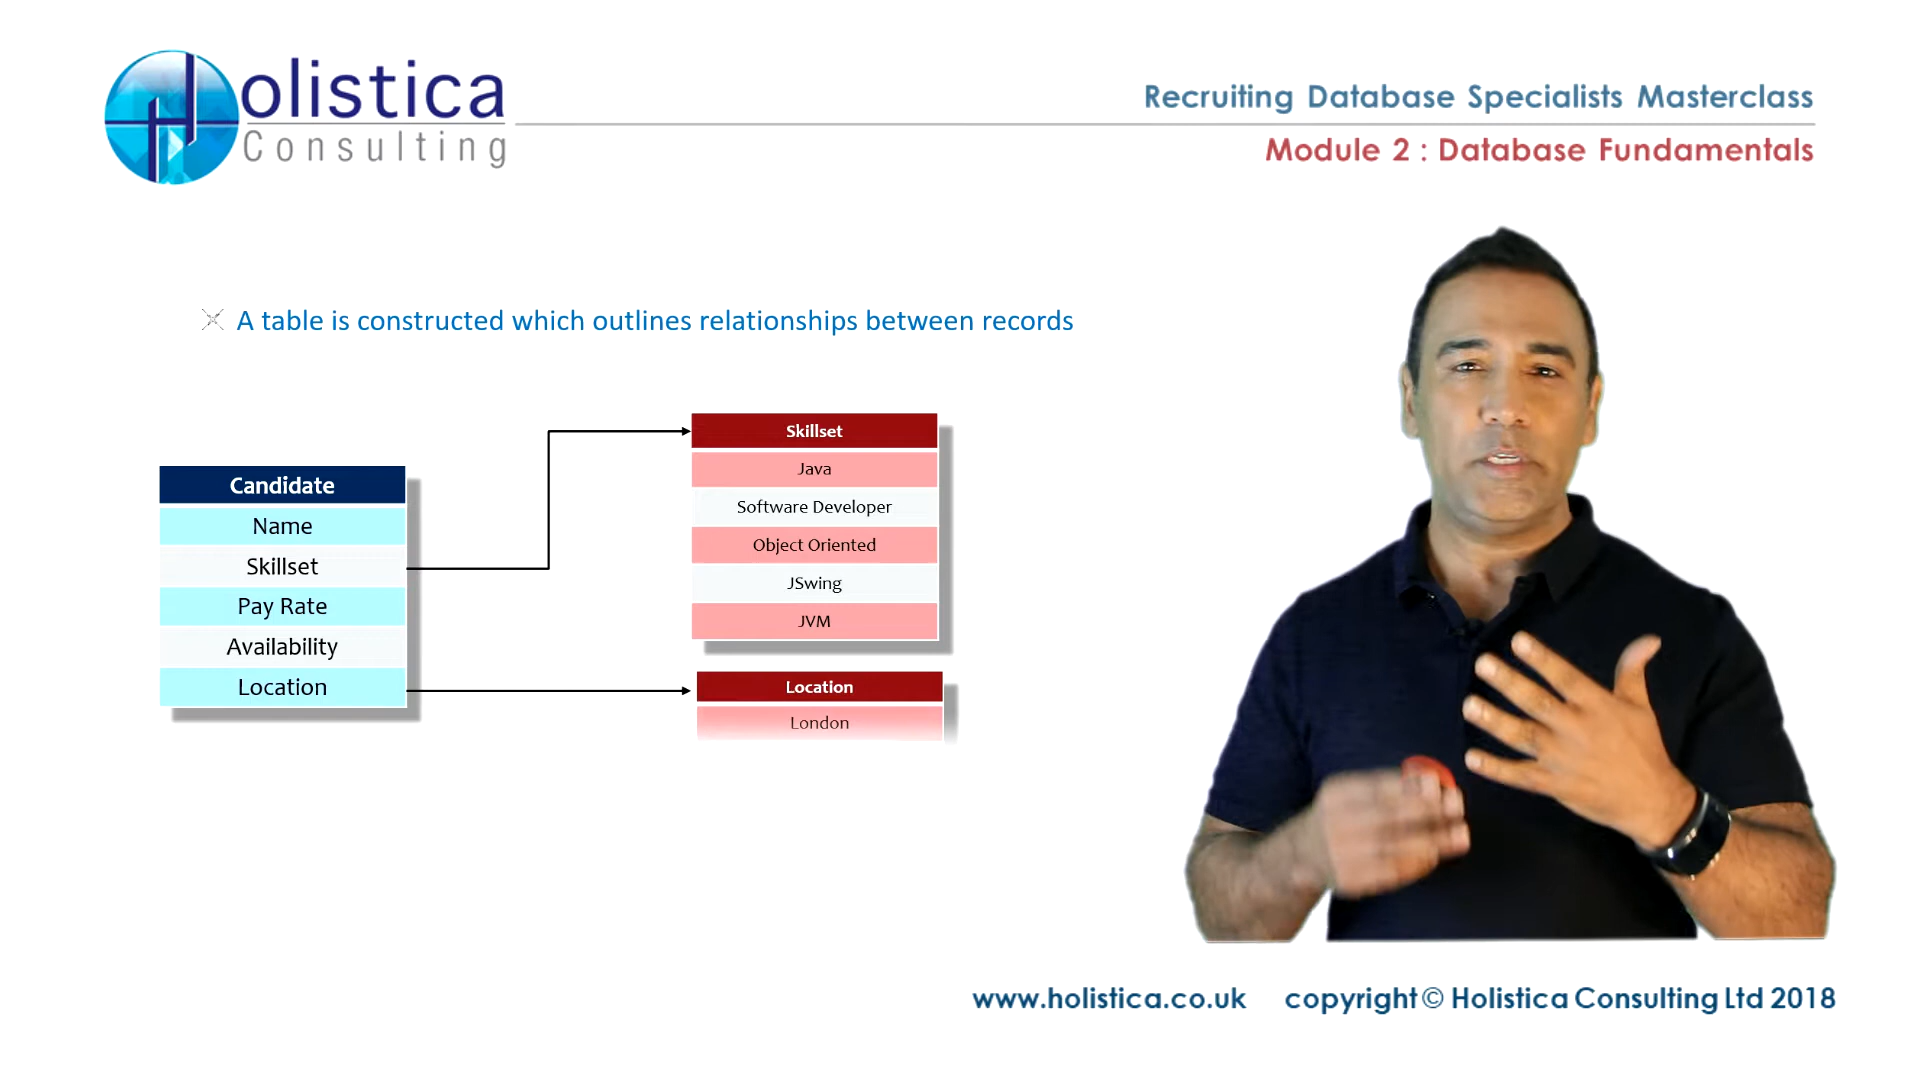 Holistica
Consulting
Recruiting Database Specialists Masterclass
Module 2 : Database Fundamentals
A table is constructed which outlines relationships between records
Candidate
Name
Skillset
Pay Rate
Availability
Location
Skillset
Java
Software Developer
Object Oriented
JSwing
JVM
Location
London
www.holistica.co.uk copyright © Holistica Consulting Ltd 2018